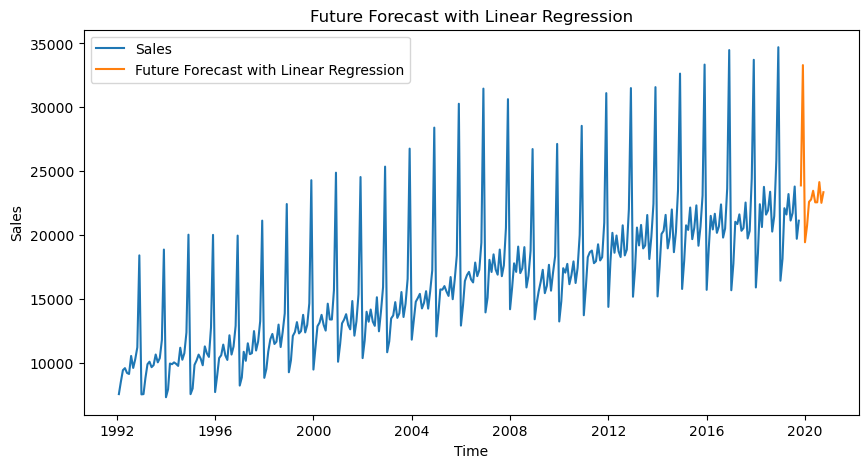 Future Forecast with Linear Regression
Sales
Future Forecast with Linear Regression
35000
30000
25000
20000
15000
10000
Sales
1992
1996
2000
2004
2008
2012
2016
2020
Time